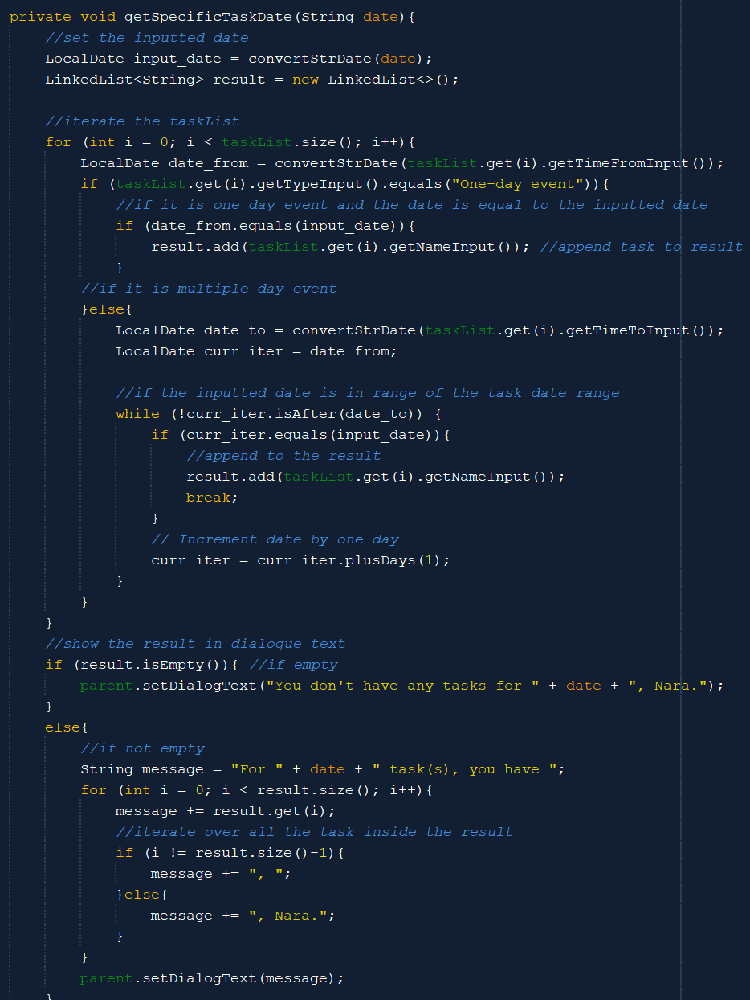 private void getSpecificTaskDate(String date){
    //set the inputted date
    LocalDate input_date = convertStrDate(date);
    LinkedList<String> result = new LinkedList<>();

    //iterate the taskList
    for (int i = 0; i < taskList.size(); i++){
        LocalDate date_from = convertStrDate(taskList.get(i).getTimeFromInput());
        if (taskList.get(i).getTypeInput().equals("One-day event")){
            //if it is one day event and the date is equal to the inputted date
            if (date_from.equals(input_date)){
                result.add(taskList.get(i).getNameInput()); //append task to result
            }
        //if it is multiple day event
        }else{
            LocalDate date_to = convertStrDate(taskList.get(i).getTimeToInput());
            LocalDate curr_iter = date_from;

            //if the inputted date is in range of the task date range
            while (!curr_iter.isAfter(date_to)) {
                if (curr_iter.equals(input_date)){
                    //append to the result
                    result.add(taskList.get(i).getNameInput());
                    break;
                }
                // Increment date by one day
                curr_iter = curr_iter.plusDays(1);
            }
        }
    }
    //show the result in dialogue text
    if (result.isEmpty()){ //if empty
        parent.setDialogText("You don't have any tasks for " + date + ", Nara.");
    }
    else{
        //if not empty
        String message = "For " + date + " task(s), you have ";
        for (int i = 0; i < result.size(); i++){
            message += result.get(i);
            //iterate over all the task inside the result
            if (i != result.size()-1){
                message += ", ";
            }else{
                message += ", Nara.";
            }
        }
        parent.setDialogText(message);
    }